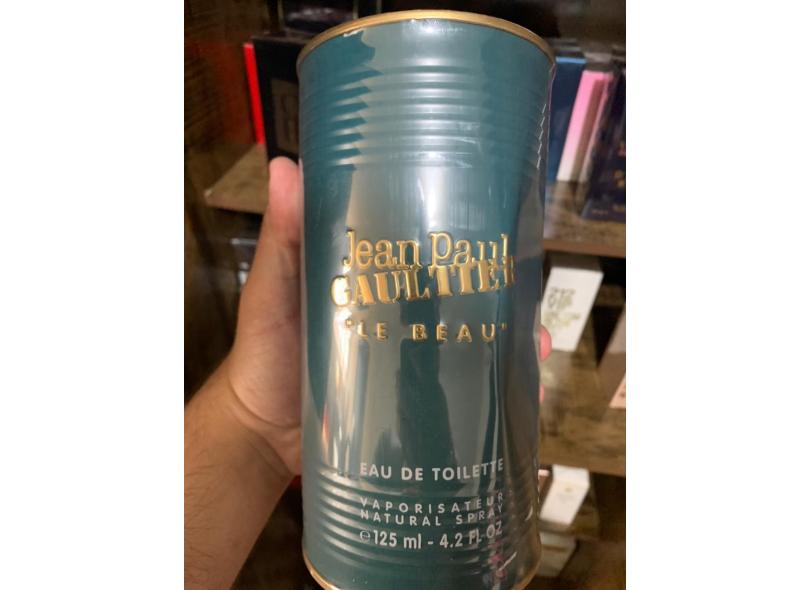 Jean Paul
GAULTIER
"LE BEAU"
EAU DE TOILETTE
VAPORISATEUR
NATURAL SPRAY
℮125 ml - 4.2 FL OZ